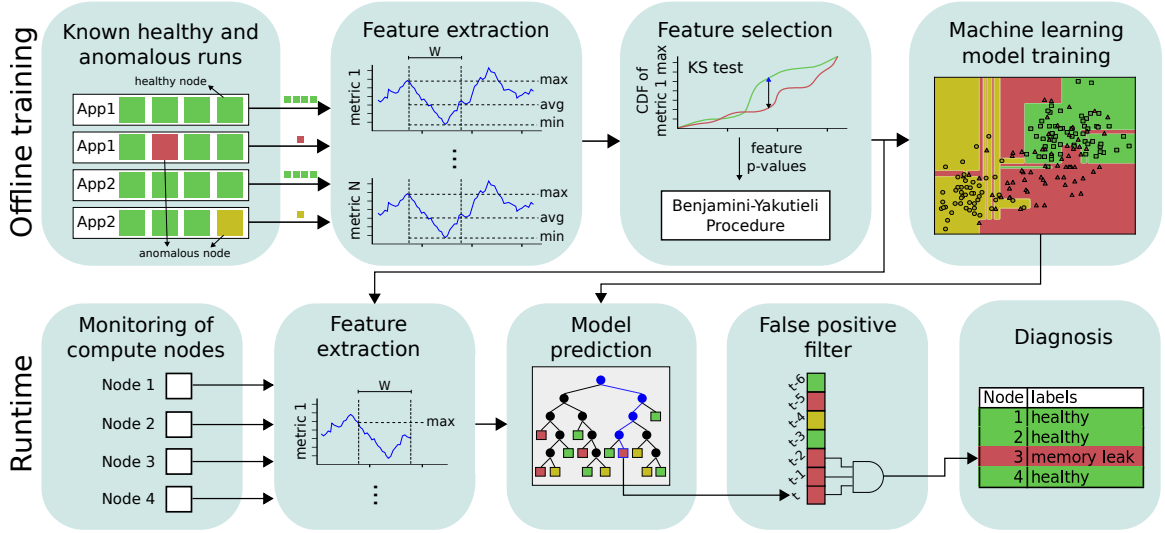 Offline training
Known healthy and
anomalous runs
healthy node
App1
App1
App2
App2
anomalous node
Feature extraction
W
metric 1
max
avg
min
...
metric N
max
avg
min
Feature selection
KS test
CDF of
metric 1 max
feature
p-values
Benjamini-Yakutieli
Procedure
Machine learning
model training
Runtime
Monitoring of
compute nodes
Node 1
Node 2
Node 3
Node 4
Feature
extraction
W
metric 1
max
...
Model
prediction
False positive
filter
t-6
t-5
t-4
t-3
t-2
t-1
t
Diagnosis
Node labels
1 healthy
2 healthy
3 memory leak
4 healthy